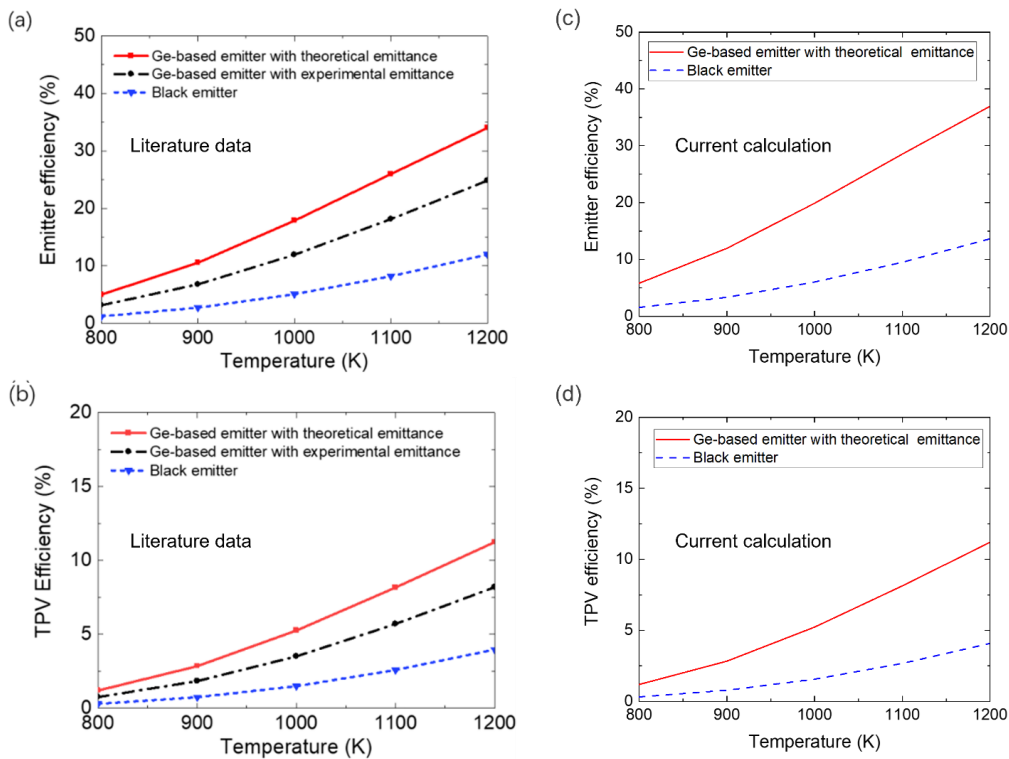 (a)
50
40
30
20
10
0
Emitter efficiency (%)
Ge-based emitter with theoretical emittance
Ge-based emitter with experimental emittance
Black emitter
Literature data
800 900 1000 1100 1200
Temperature (K)
(c)
50
40
30
20
10
0
Emitter efficiency (%)
Ge-based emitter with theoretical emittance
Black emitter
Current calculation
800 900 1000 1100 1200
Temperature (K)
(b)
20
15
10
5
0
TPV Efficiency (%)
Ge-based emitter with theoretical emittance
Ge-based emitter with experimental emittance
Black emitter
Literature data
800 900 1000 1100 1200
Temperature (K)
(d)
20
15
10
5
0
TPV efficiency (%)
Ge-based emitter with theoretical emittance
Black emitter
Current calculation
800 900 1000 1100 1200
Temperature (K)